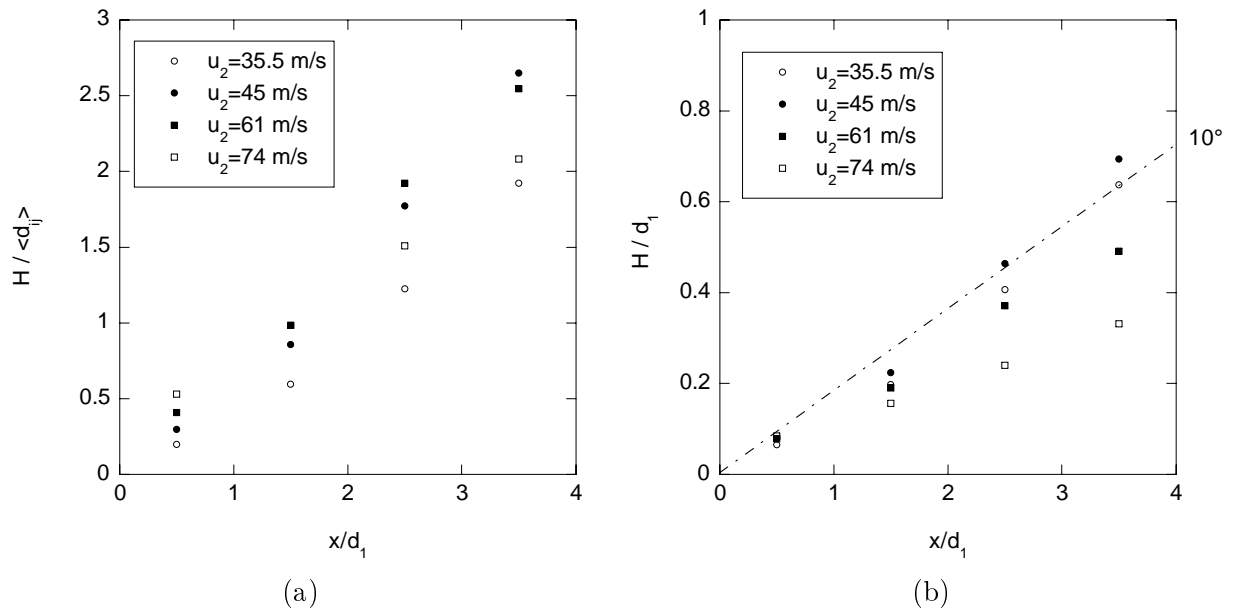 3
2.5
2
1.5
1
0.5
0
0
1
2
3
4
u2=35.5 m/s
u2=45 m/s
u2=61 m/s
u2=74 m/s
H / <dij>
x/d1
(a)
1
0.8
0.6
0.4
0.2
0
0
1
2
3
4
u2=35.5 m/s
u2=45 m/s
u2=61 m/s
u2=74 m/s
10°
H / d1
x/d1
(b)